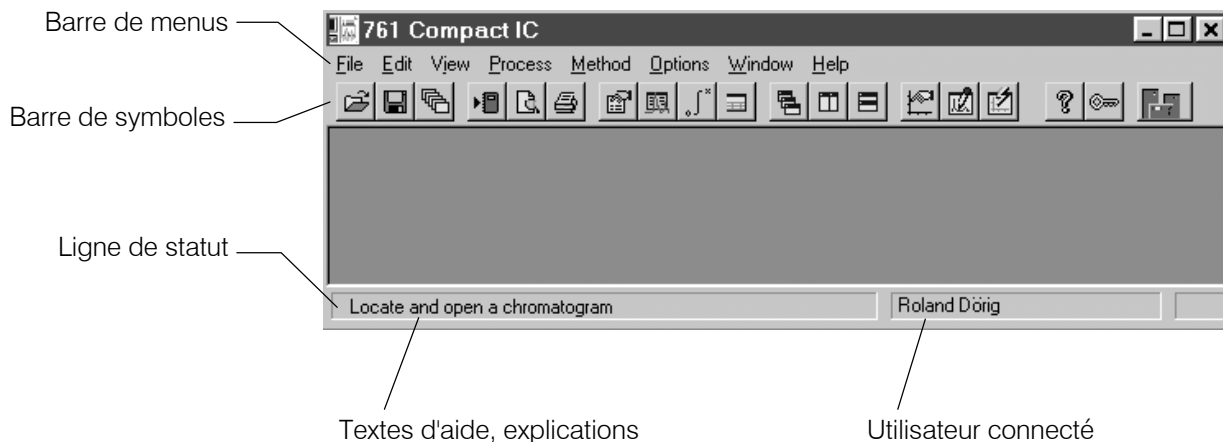 Barre de menus
761 Compact IC
File Edit View Process Method Options Window Help
Barre de symboles
Ligne de statut
Locate and open a chromatogram
Roland Dörig
Textes d'aide, explications
Utilisateur connecté